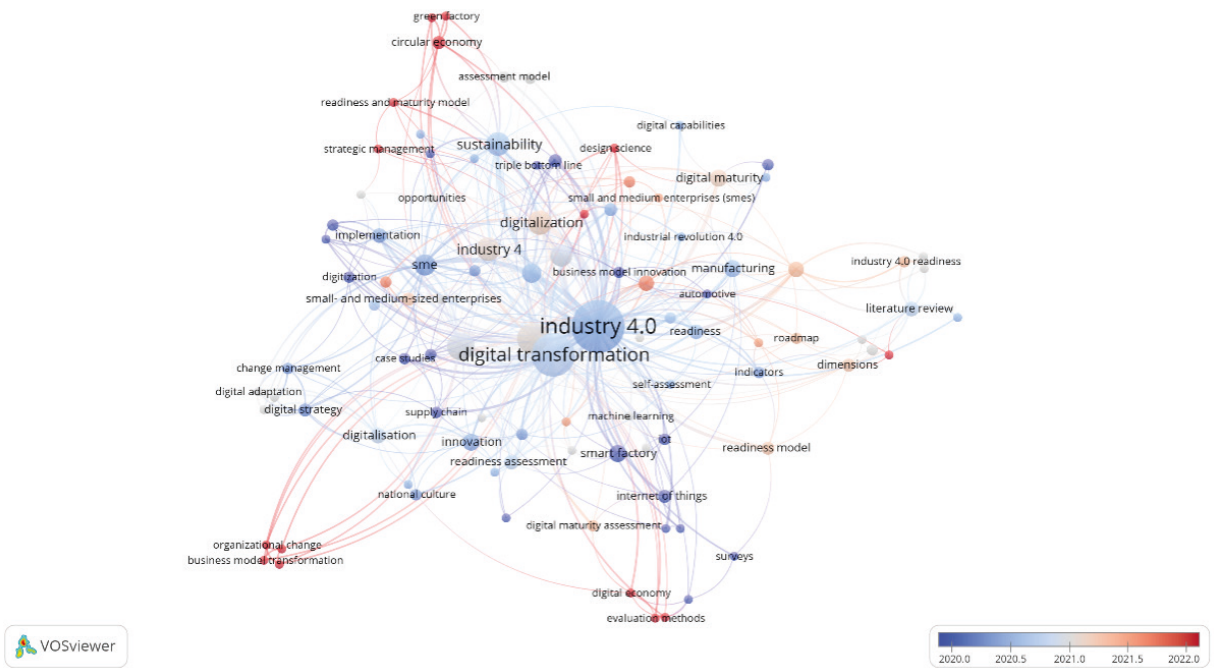 green factory
circular economy
assessment model
readiness and maturity model
digital capabilities
strategic management
sustainability
design science
triple bottom line
digital maturity
opportunities
small and medium enterprises (smes)
digitalization
implementation
industrial revolution 4.0
industry 4
sme
business model innovation
manufacturing
industry 4.0 readiness
digitization
small- and medium-sized enterprises
automotive
literature review
industry 4.0
readiness
roadmap
digital transformation
case studies
dimensions
change management
indicators
self-assessment
digital adaptation
digital strategy
supply chain
machine learning
digitalisation
innovation
iot
smart factory
readiness model
readiness assessment
national culture
internet of things
digital maturity assessment
organizational change
business model transformation
surveys
digital economy
evaluation methods
VOSviewer
2020.0 2020.5 2021.0 2021.5 2022.0